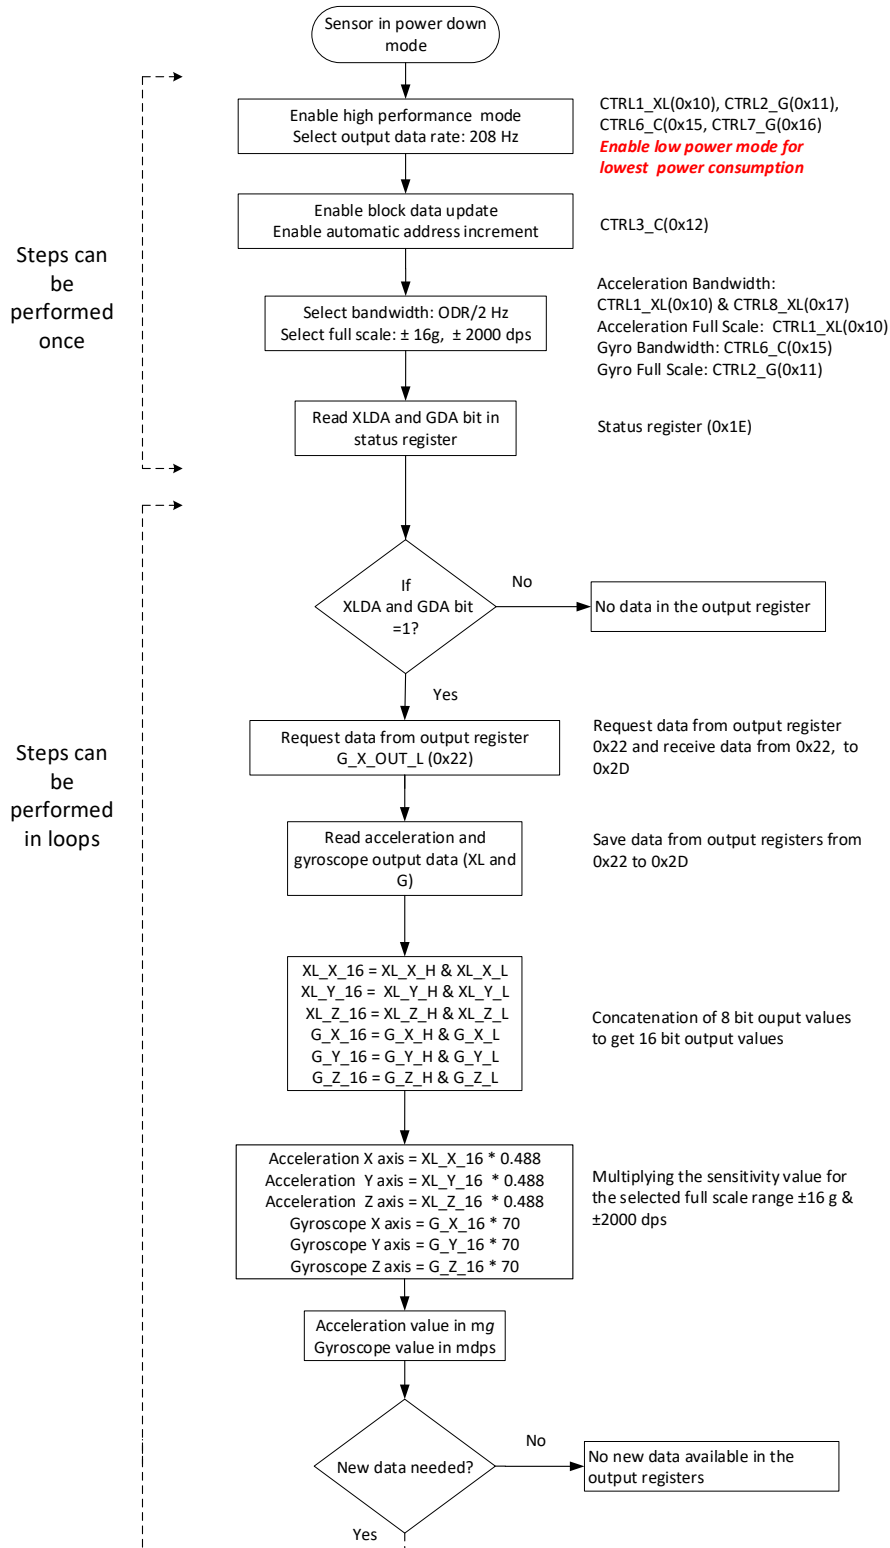 Sensor in power down
mode
Enable high performance  mode
Select output data rate: 208 Hz
CTRL1_XL(0x10), CTRL2_G(0x11),
CTRL6_C(0x15, CTRL7_G(0x16)
Enable low power mode for
lowest  power consumption
Enable block data update
Enable automatic address increment
CTRL3_C(0x12)
Steps can
be
performed
once
Select bandwidth: ODR/2 Hz
Select full scale: ± 16g,  ± 2000 dps
Acceleration Bandwidth:
CTRL1_XL(0x10) & CTRL8_XL(0x17)
Acceleration Full Scale:  CTRL1_XL(0x10)
Gyro Bandwidth: CTRL6_C(0x15)
Gyro Full Scale: CTRL2_G(0x11)
Read XLDA and GDA bit in
status register
Status register (0x1E)
If
XLDA and GDA bit
=1?
No
No data in the output register
Yes
Steps can
be
performed
in loops
Request data from output register
G_X_OUT_L (0x22)
Request data from output register
0x22 and receive data from 0x22,  to
0x2D
Read acceleration and
gyroscope output data (XL and
G)
Save data from output registers from
0x22 to 0x2D
XL_X_16 = XL_X_H & XL_X_L
XL_Y_16 =  XL_Y_H & XL_Y_L
XL_Z_16 = XL_Z_H & XL_Z_L
G_X_16 = G_X_H & G_X_L
G_Y_16 = G_Y_H & G_Y_L
G_Z_16 = G_Z_H & G_Z_L
Concatenation of 8 bit ouput values
to get 16 bit output values
Acceleration X axis = XL_X_16 * 0.488
Acceleration  Y axis = XL_Y_16  * 0.488
Acceleration  Z axis = XL_Z_16  * 0.488
Gyroscope X axis = G_X_16 * 70
Gyroscope Y axis = G_Y_16 * 70
Gyroscope Z axis = G_Z_16 * 70
Multiplying the sensitivity value for
the selected full scale range ±16 g &
±2000 dps
Acceleration value in mg
Gyroscope value in mdps
New data needed?
No
No new data available in the
output registers
Yes